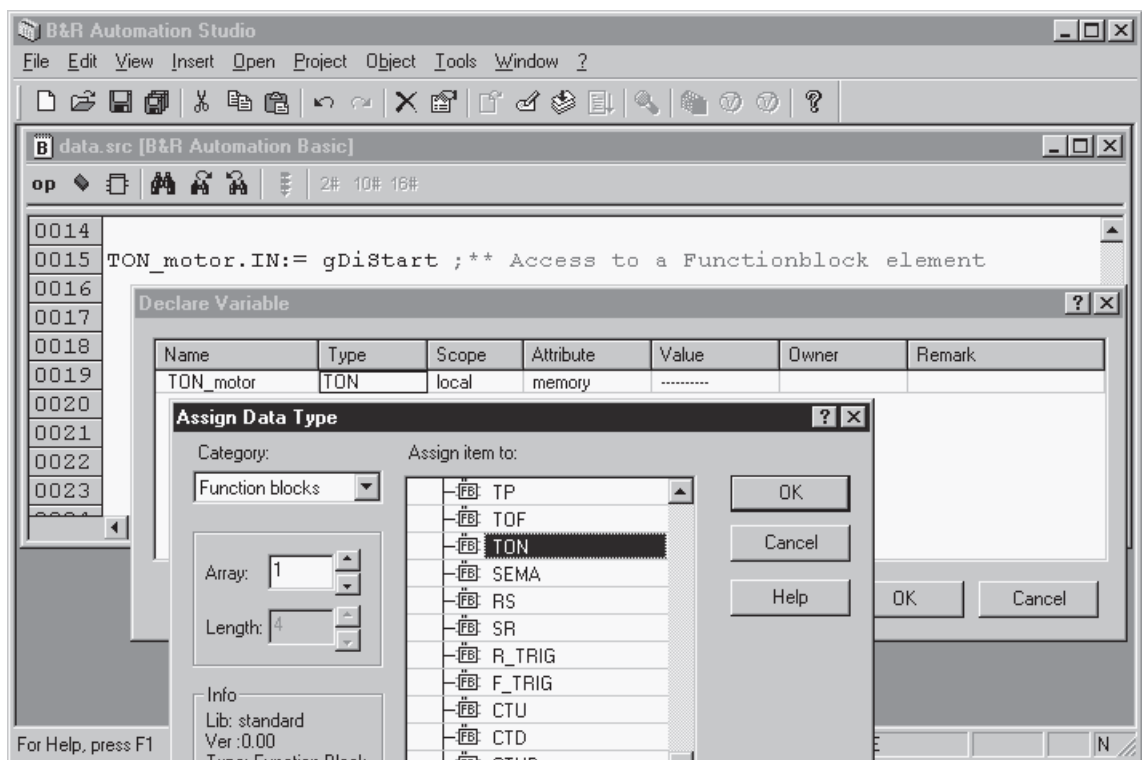 B&R Automation Studio
File Edit View Insert Open Project Object Tools Window ?
data.src [B&R Automation Basic]
op 2# 10# 16#
0014
0015 TON_motor.IN:= gDiStart ;** Access to a Functionblock element
0016
0017
0018
0019
0020
0021
0022
0023
Declare Variable
Name Type Scope Attribute Value Owner Remark
TON_motor TON local memory ----------
OK Cancel
Assign Data Type
Category:
Function blocks
Array: 1
Length: 4
Info
Lib: standard
Ver :0.00
Type: Function Block
Assign item to:
FB TP
FB TOF
FB TON
FB SEMA
FB RS
FB SR
FB R_TRIG
FB F_TRIG
FB CTU
FB CTD
OK
Cancel
Help
For Help, press F1
N